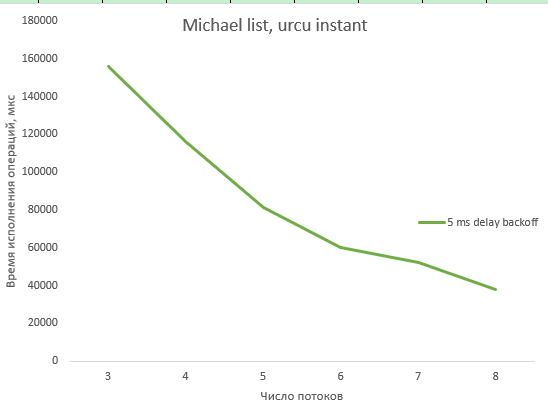 Michael list, urcu instant
180000
160000
140000
120000
100000
80000
60000
40000
20000
0
Время исполнения операций, мкс
5 ms delay backoff
3 4 5 6 7 8
Число потоков